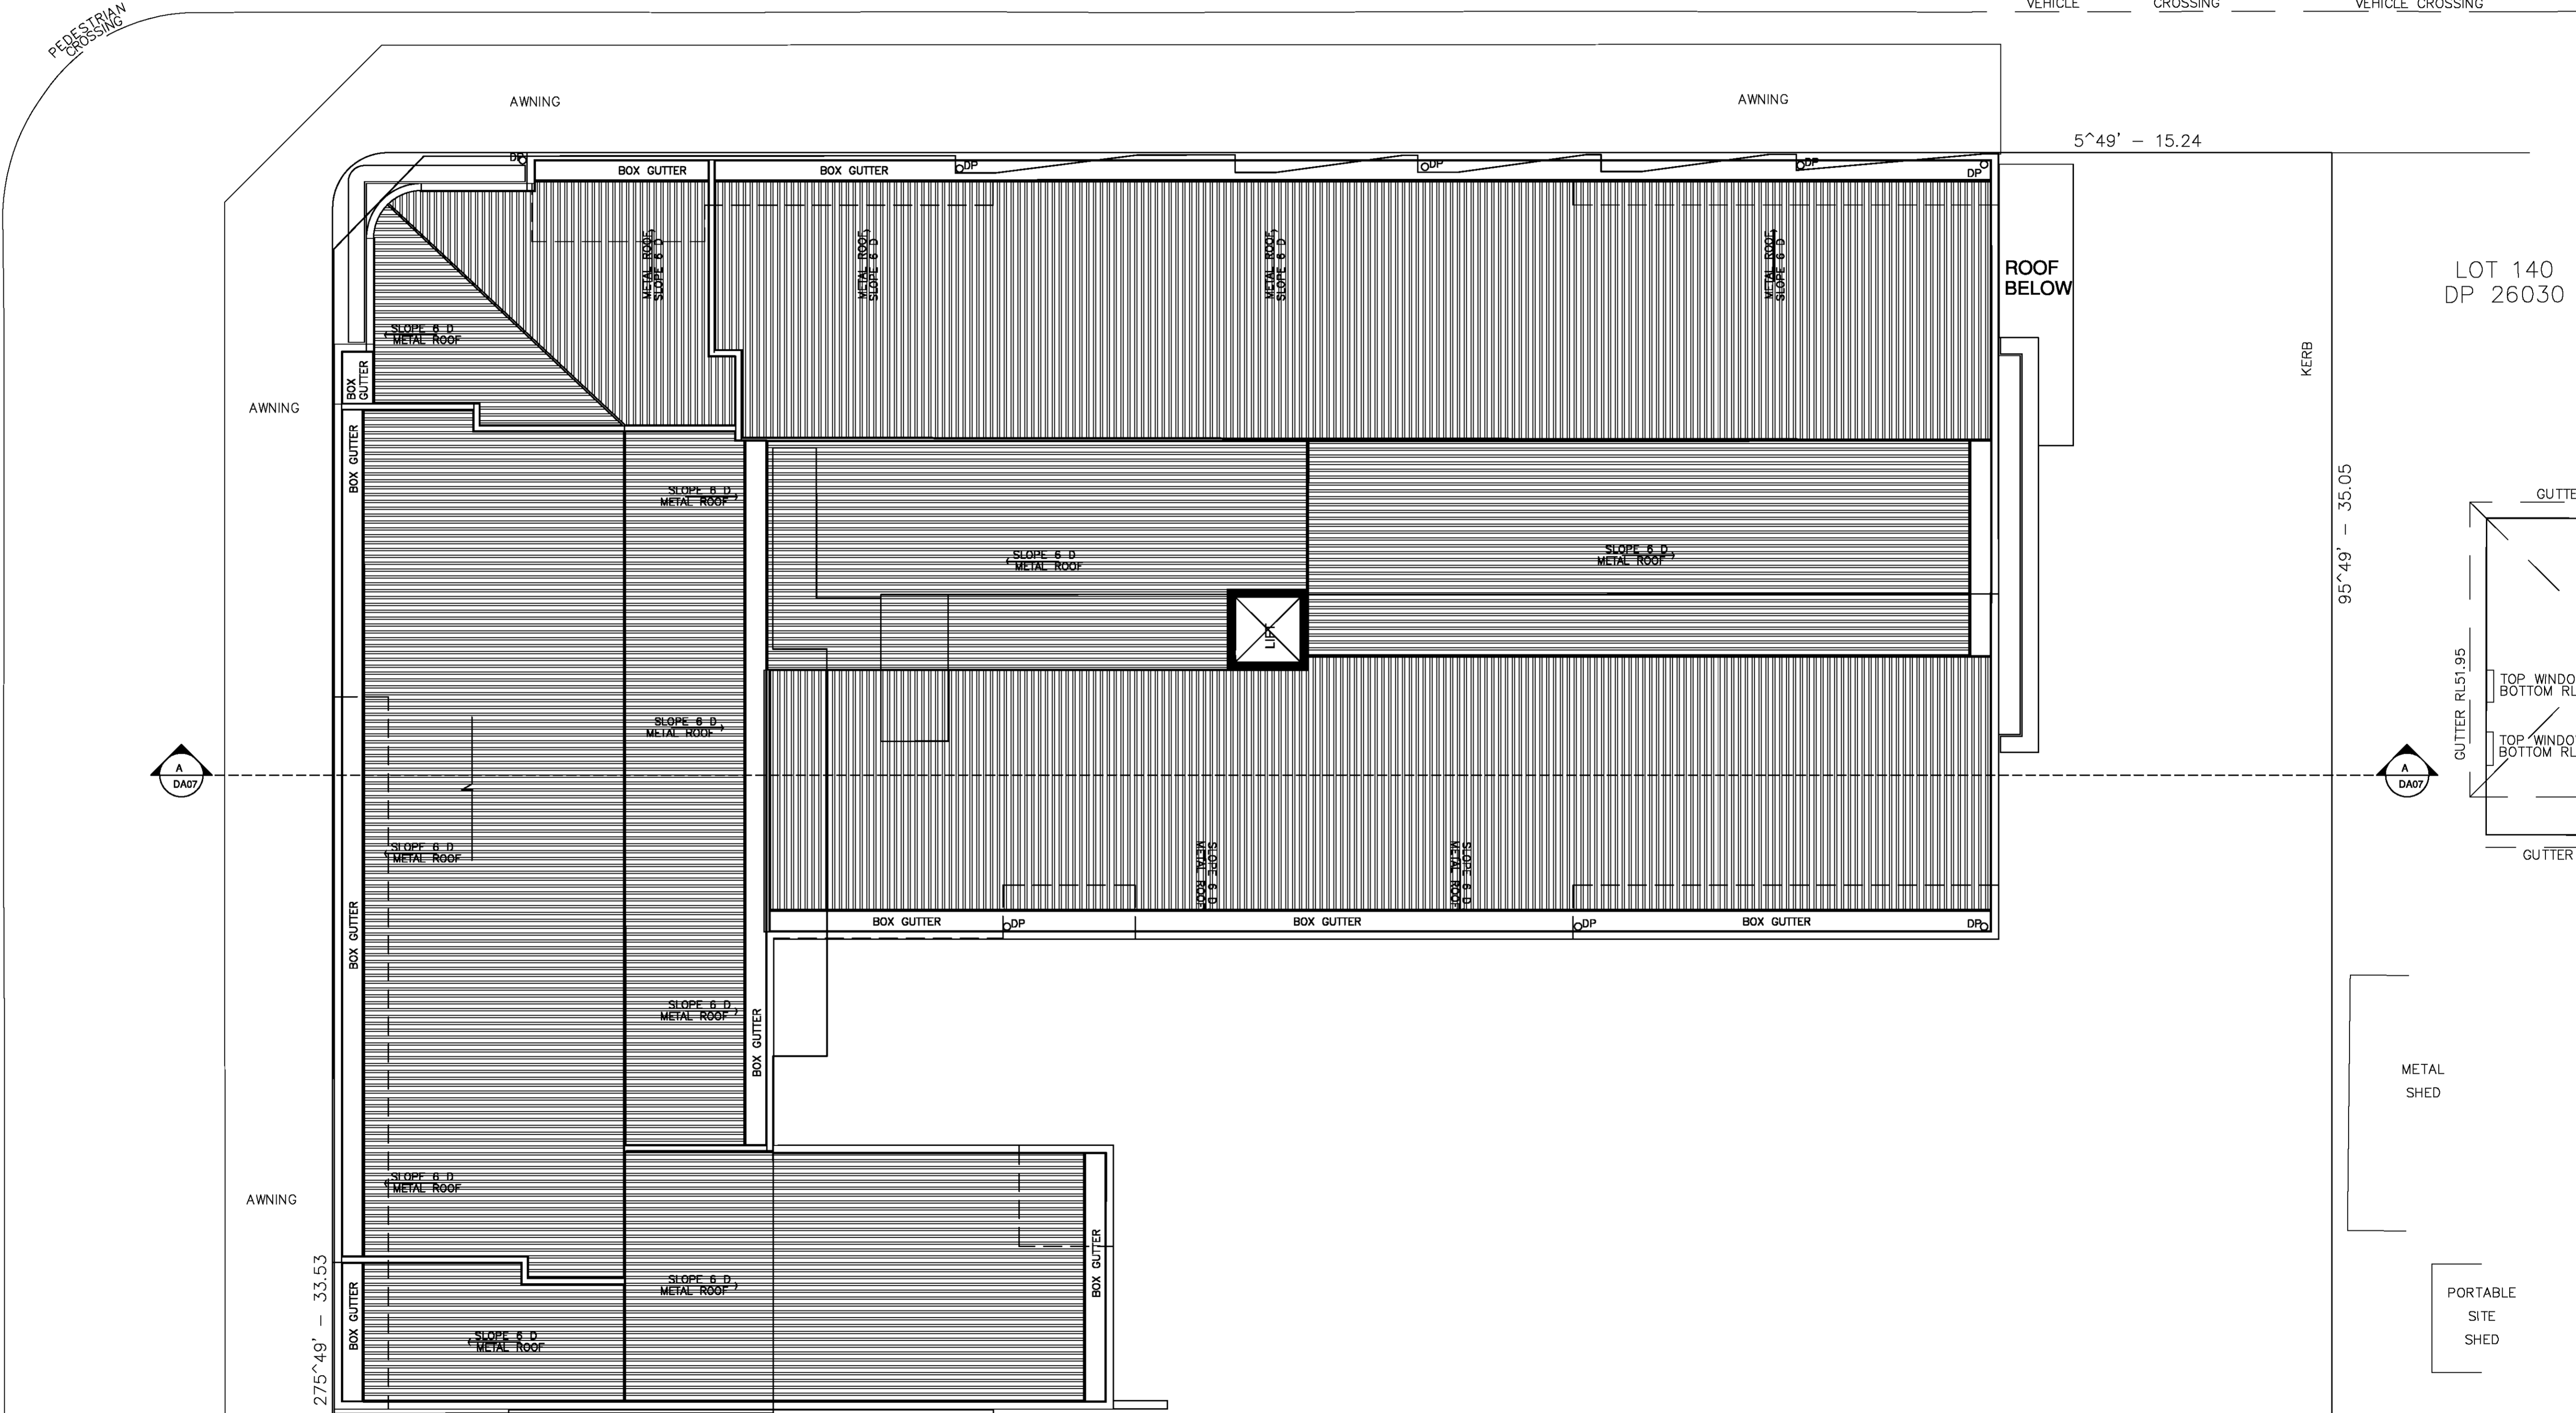 PEDESTRIAN
CROSSING
VEHICLE CROSSING
VEHICLE CROSSING
AWNING
AWNING
5^49' - 15.24
DP
BOX GUTTER
BOX GUTTER
DP
DP
DP
DP
METAL ROOF
SLOPE 6 D
METAL ROOF
SLOPE 6 D
METAL ROOF
SLOPE 6 D
METAL ROOF
SLOPE 6 D
ROOF
BELOW
LOT 140
DP 26030
SLOPE 6 D
METAL ROOF
BOX
GUTTER
KERB
AWNING
BOX GUTTER
SLOPE 6 D
METAL ROOF
95^49' - 35.05
SLOPE 6 D
METAL ROOF
SLOPE 6 D
METAL ROOF
LIFT
GUTTER RL51.95
BOTTOM
BOTTOM
GUTTER
SLOPE 6 D
METAL ROOF
A
DA07
A
DA07
SLOPE 6 D
METAL ROOF
SLOPE 6 D
METAL ROOF
SLOPE 6 D
METAL ROOF
BOX GUTTER
BOX GUTTER
DP
BOX GUTTER
DP
BOX GUTTER
DP
SLOPE 6 D
METAL ROOF
BOX GUTTER
METAL
SHED
SLOPE 6 D
METAL ROOF
AWNING
BOX GUTTER
275^49' - 33.53
BOX GUTTER
SLOPE 6 D
METAL ROOF
SLOPE 6 D
METAL ROOF
PORTABLE
SITE
SHED